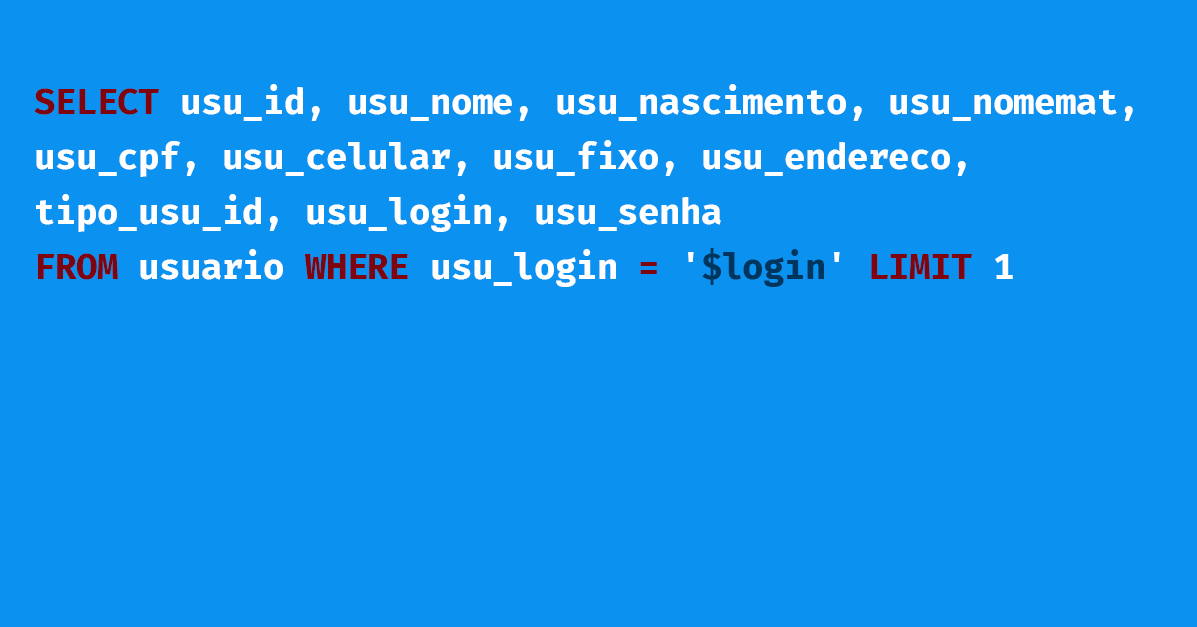 SELECT usu_id, usu_nome, usu_nascimento, usu_nomemat,
usu_cpf, usu_celular, usu_fixo, usu_endereco,
tipo_usu_id, usu_login, usu_senha
FROM usuario WHERE usu_login = '$login' LIMIT 1